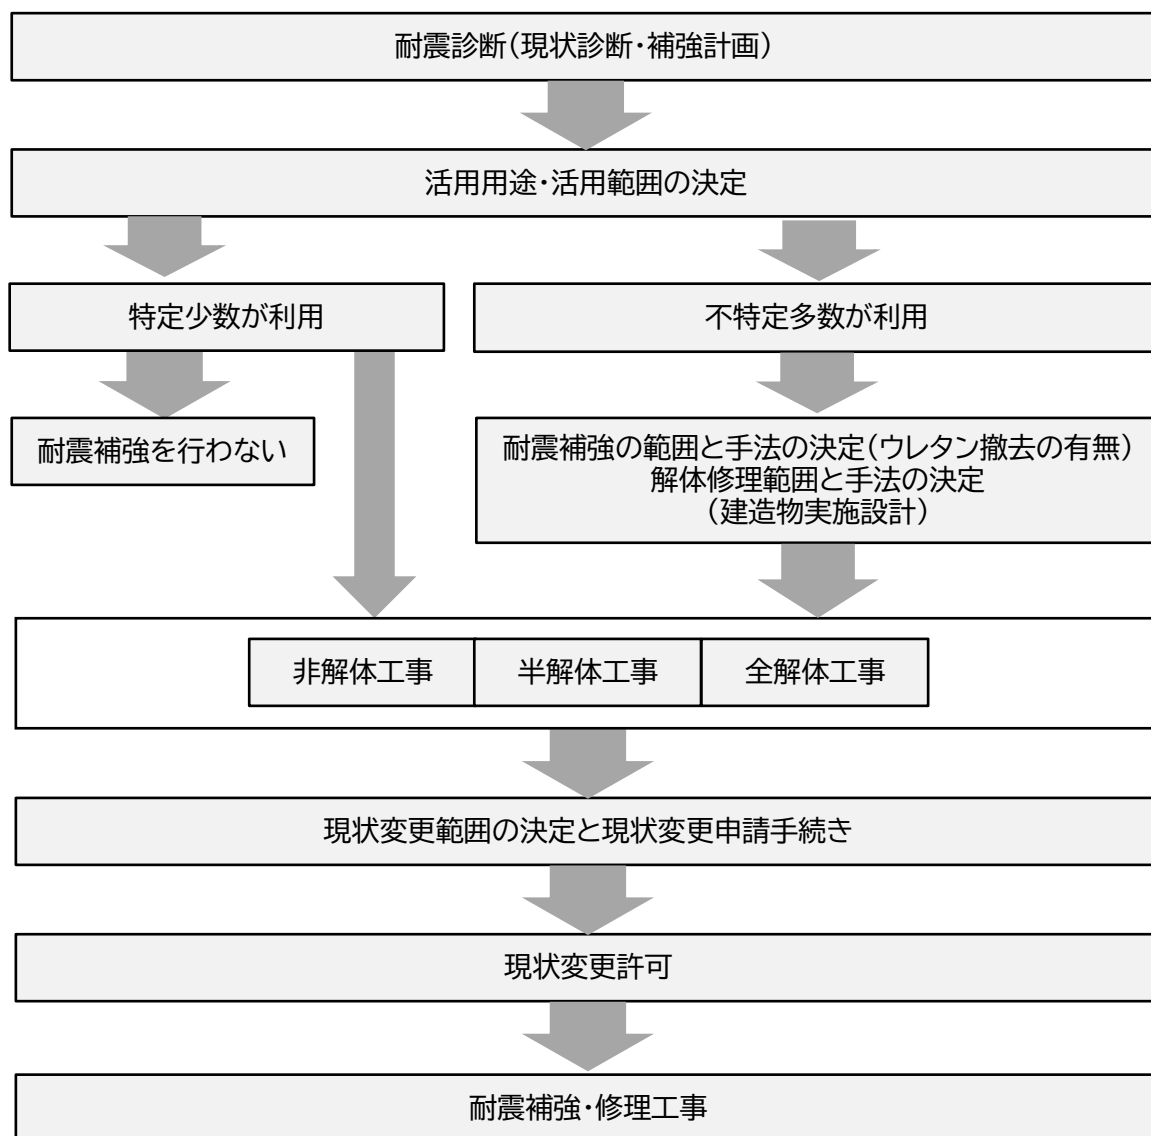 耐震診断（現状診断・補強計画）
活用用途・活用範囲の決定
特定少数が利用
不特定多数が利用
耐震補強を行わない
耐震補強の範囲と手法の決定（ウレタン撤去の有無）
解体修理範囲と手法の決定
（建造物実施設計）
非解体工事
半解体工事
全解体工事
現状変更範囲の決定と現状変更申請手続き
現状変更許可
耐震補強・修理工事